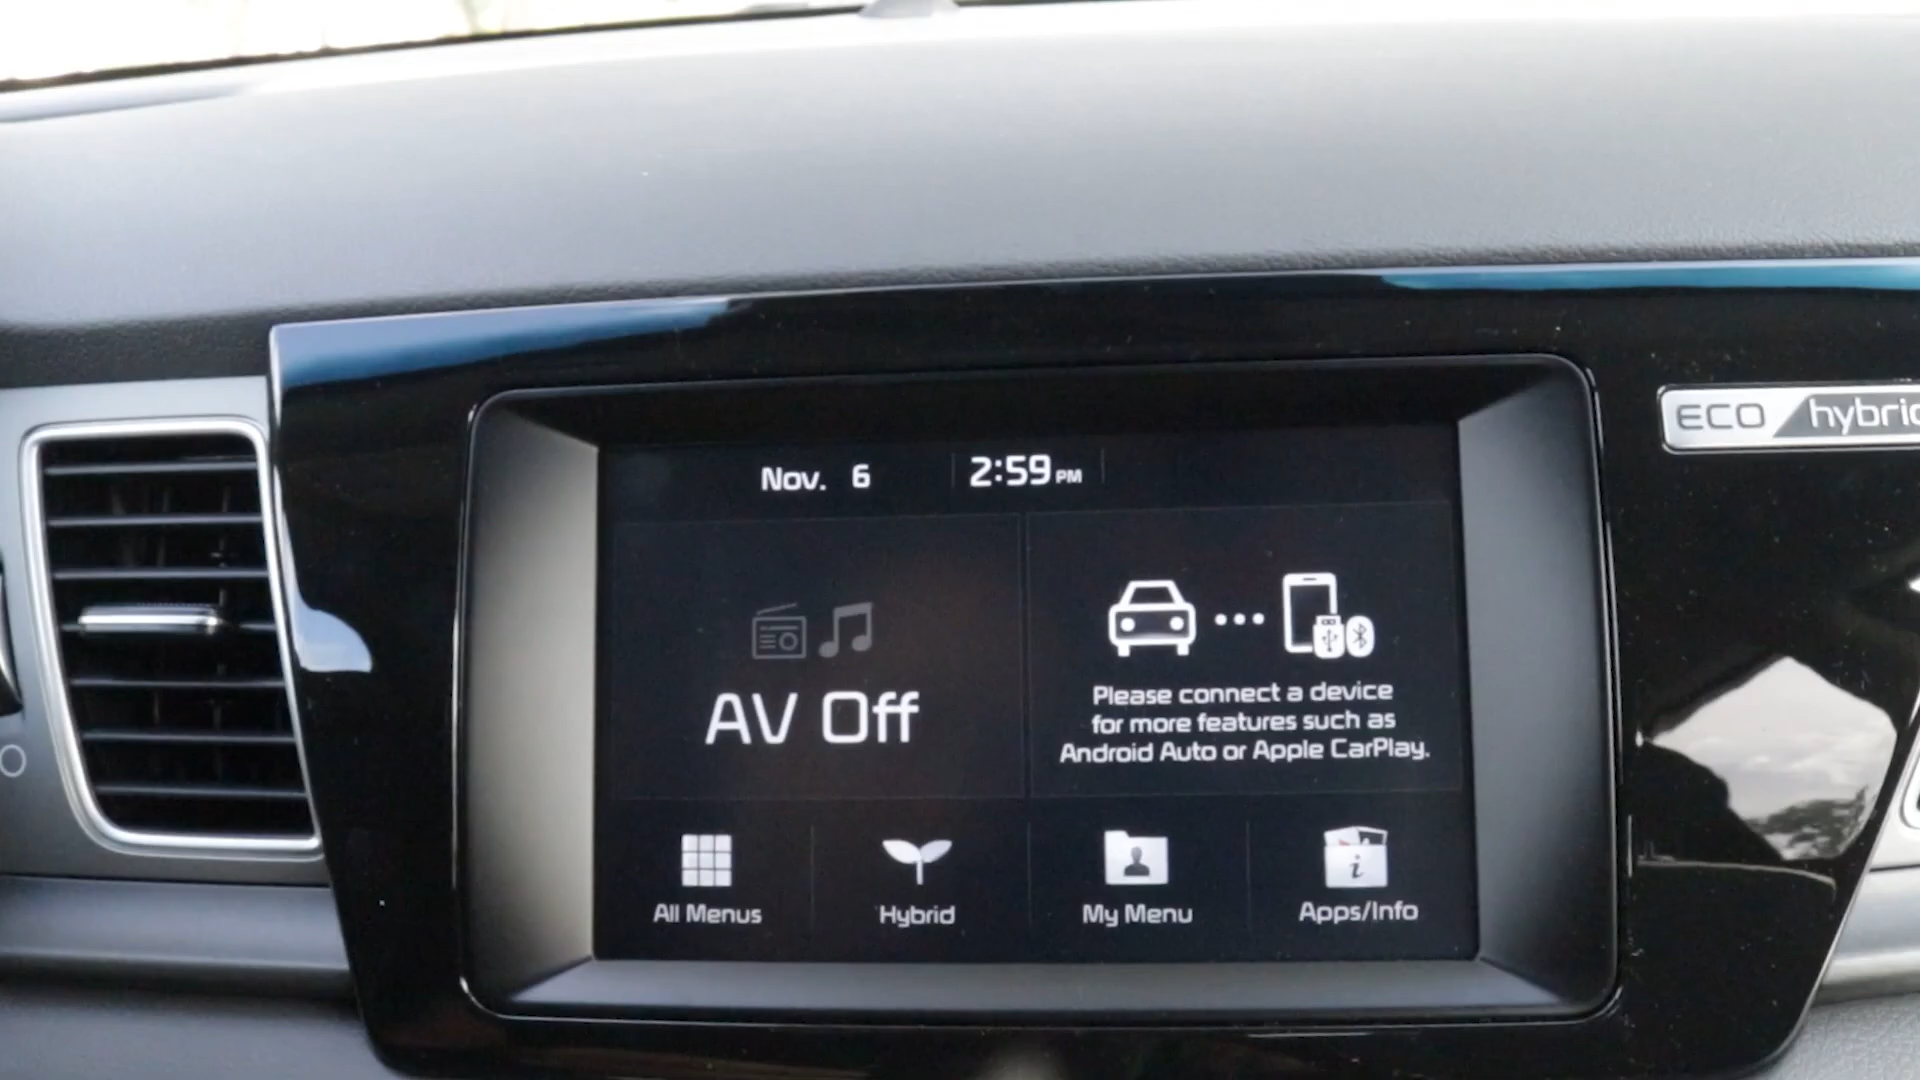 ECO hybrid
Nov. 6 2:59 PM
AV Off
Please connect a device
for more features such as
Android Auto or Apple CarPlay.
All Menus Hybrid My Menu Apps/Info